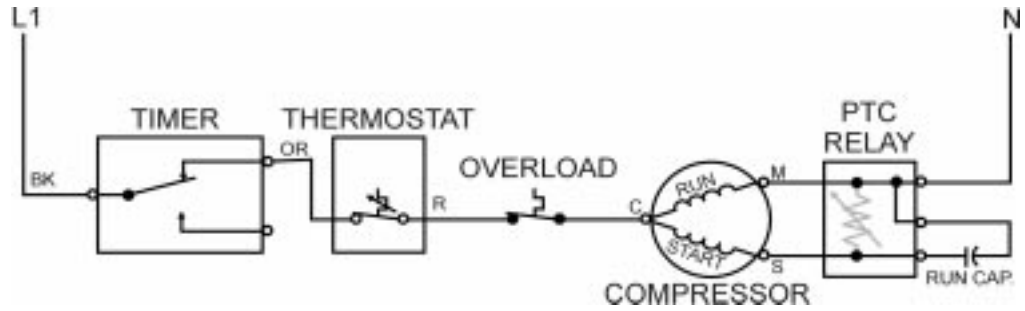 L1
N
TIMER
THERMOSTAT
PTC
RELAY
OVERLOAD
BK
OR
R
C
RUN
START
M
S
COMPRESSOR
RUN CAP.